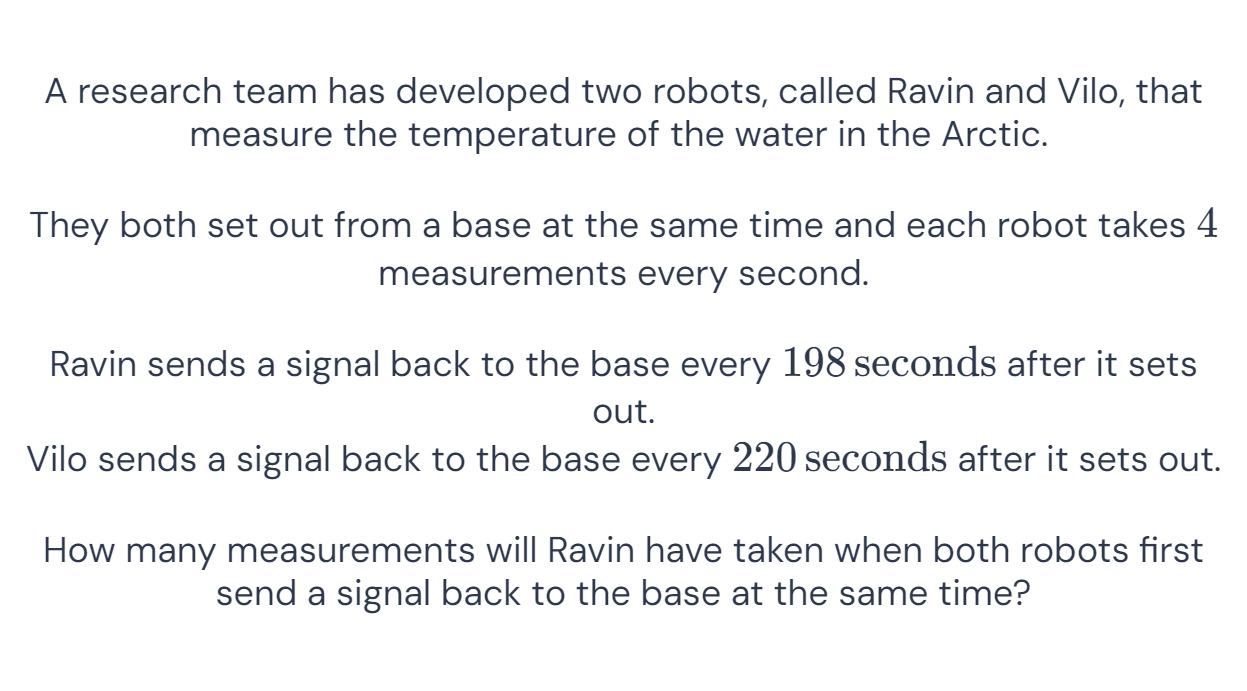 A research team has developed two robots, called Ravin and Vilo, that
measure the temperature of the water in the Arctic.
They both set out from a base at the same time and each robot takes 4
measurements every second.
Ravin sends a signal back to the base every 198 seconds after it sets
out.
Vilo sends a signal back to the base every 220 seconds after it sets out.
How many measurements will Ravin have taken when both robots first
send a signal back to the base at the same time?